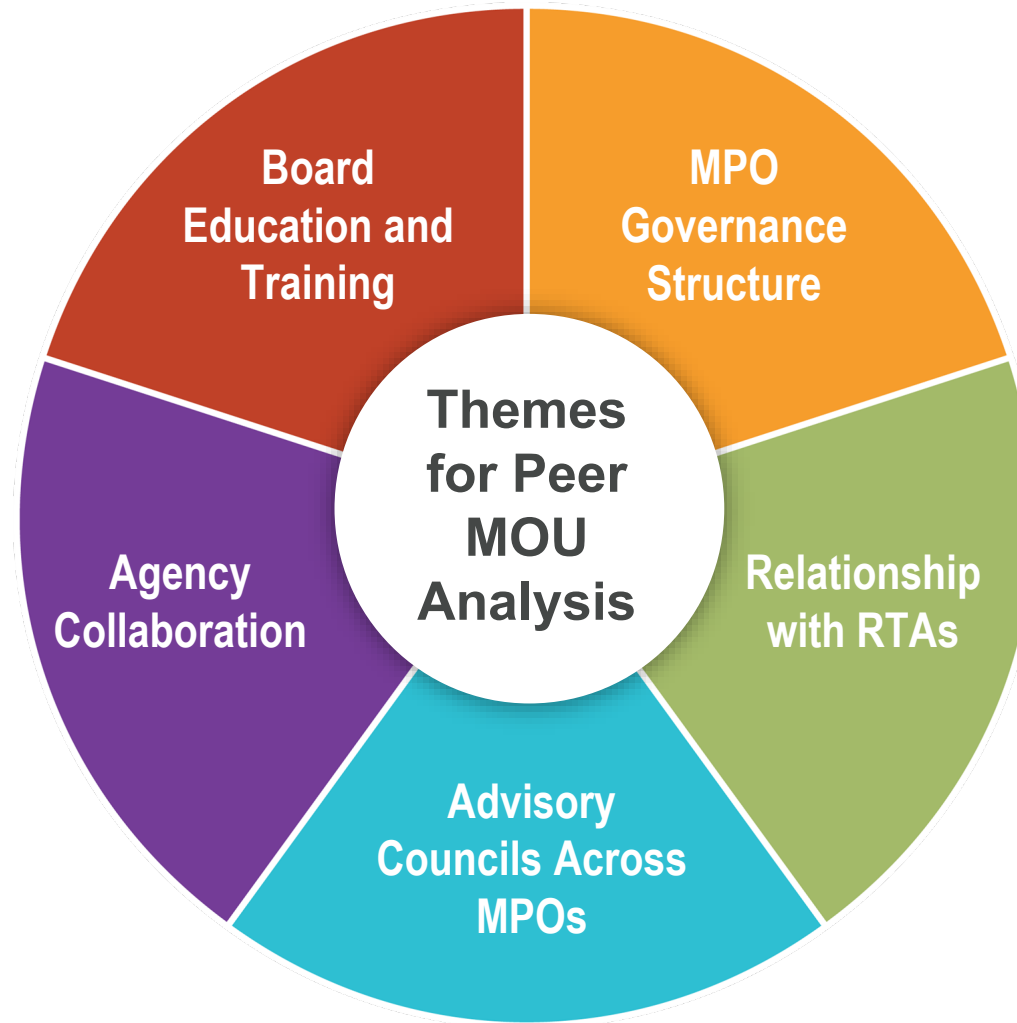 Themes
for Peer
MOU
Analysis
MPO
Governance
Structure
Relationship
with RTAs
Advisory
Councils Across
MPOs
Agency
Collaboration
Board
Education and
Training